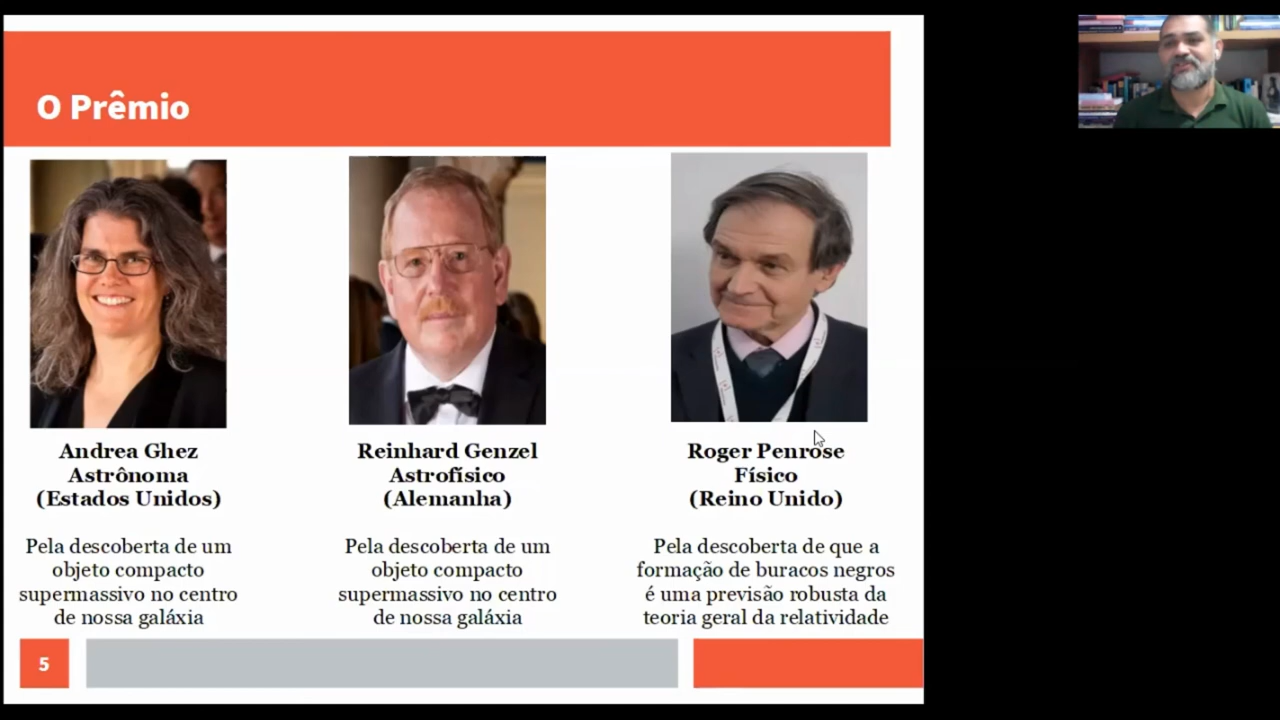 O Prêmio
Andrea Ghez
Astrônoma
(Estados Unidos)
Pela descoberta de um
objeto compacto
supermassivo no centro
de nossa galáxia
Reinhard Genzel
Astrofísico
(Alemanha)
Pela descoberta de um
objeto compacto
supermassivo no centro
de nossa galáxia
Roger Penrose
Físico
(Reino Unido)
Pela descoberta de que a
formação de buracos negros
é uma previsão robusta da
teoria geral da relatividade
5